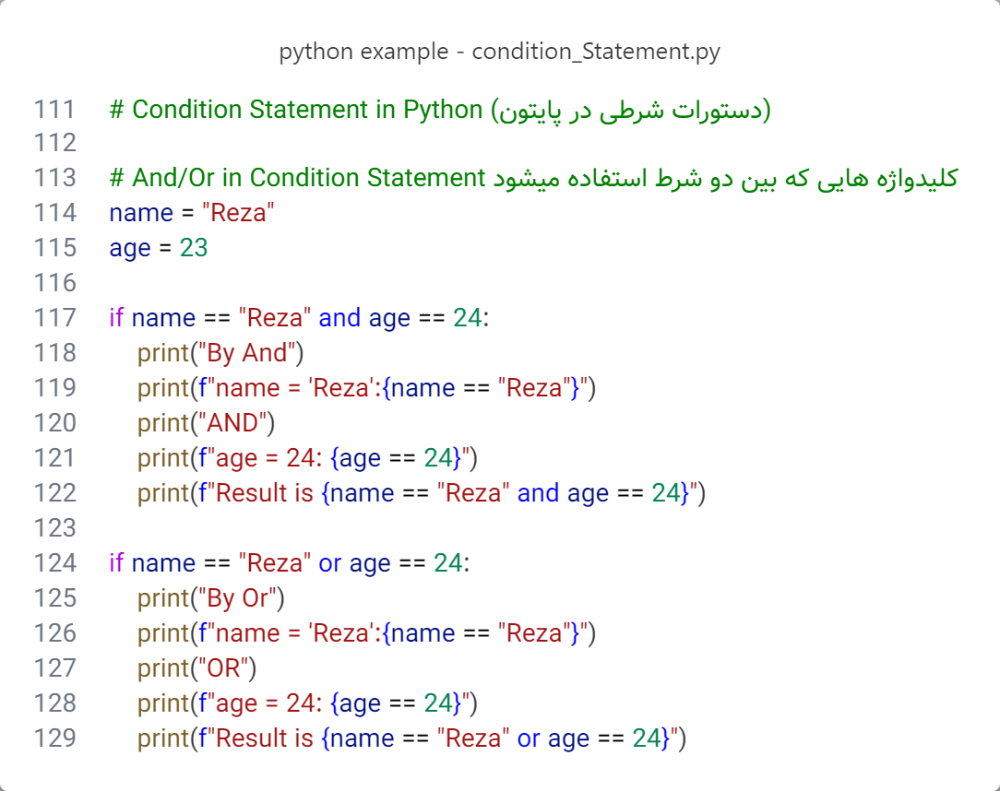 python example - condition_Statement.py
111 # Condition Statement in Python (دستورات شرطی در پایتون)
112
113 # And/Or in Condition Statement کلیدواژه هایی که بین دو شرط استفاده میشود
114 name = "Reza"
115 age = 23
116
117 if name == "Reza" and age == 24:
118     print("By And")
119     print(f"name = 'Reza':{name == "Reza"}")
120     print("AND")
121     print(f"age = 24: {age == 24}")
122     print(f"Result is {name == "Reza" and age == 24}")
123
124 if name == "Reza" or age == 24:
125     print("By Or")
126     print(f"name = 'Reza':{name == "Reza"}")
127     print("OR")
128     print(f"age = 24: {age == 24}")
129     print(f"Result is {name == "Reza" or age == 24}")